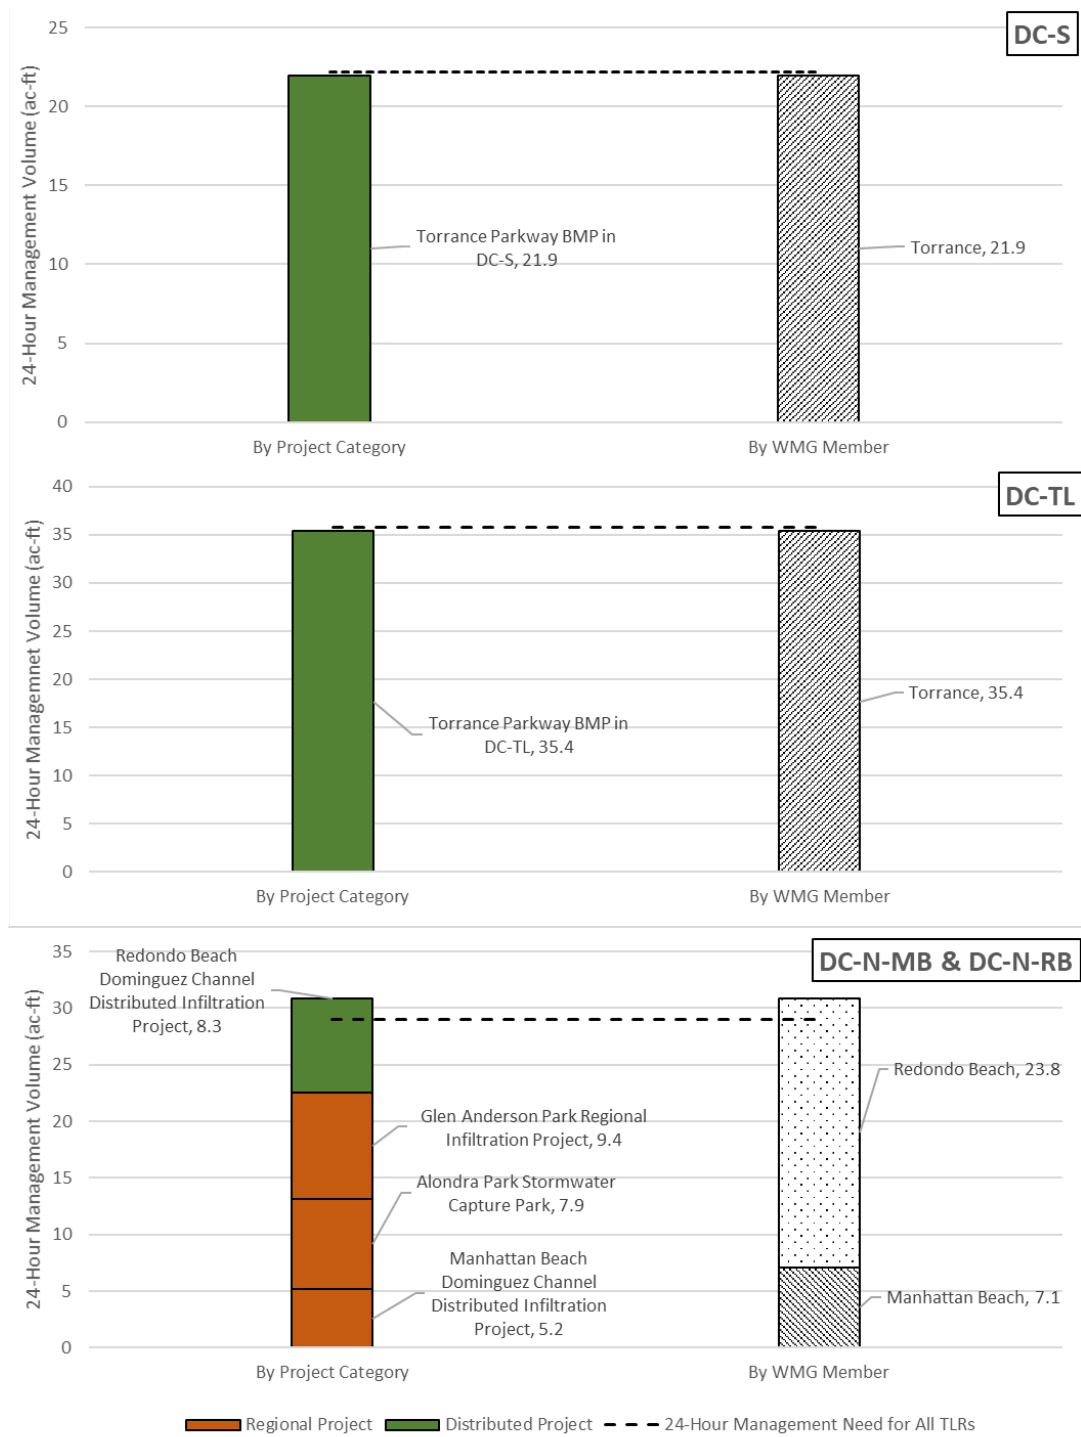 DC-S
24-Hour Management Volume (ac-ft)
25
20
15
10
5
0
Torrance Parkway BMP in
DC-S, 21.9
Torrance, 21.9
By Project Category
By WMG Member
DC-TL
24-Hour Managemnet Volume (ac-ft)
40
35
30
25
20
15
10
5
0
Torrance Parkway BMP in
DC-TL, 35.4
Torrance, 35.4
By Project Category
By WMG Member
DC-N-MB & DC-N-RB
24-Hour Management Volume (ac-ft)
35
30
25
20
15
10
5
0
Redondo Beach
Dominguez Channel
Distributed Infiltration
Project, 8.3
Glen Anderson Park Regional
Infiltration Project, 9.4
Alondra Park Stormwater
Capture Park, 7.9
Manhattan Beach
Dominguez Channel
Distributed Infiltration
Project, 5.2
Redondo Beach, 23.8
Manhattan Beach, 7.1
By Project Category
By WMG Member
Regional Project
Distributed Project
24-Hour Management Need for All TLRs